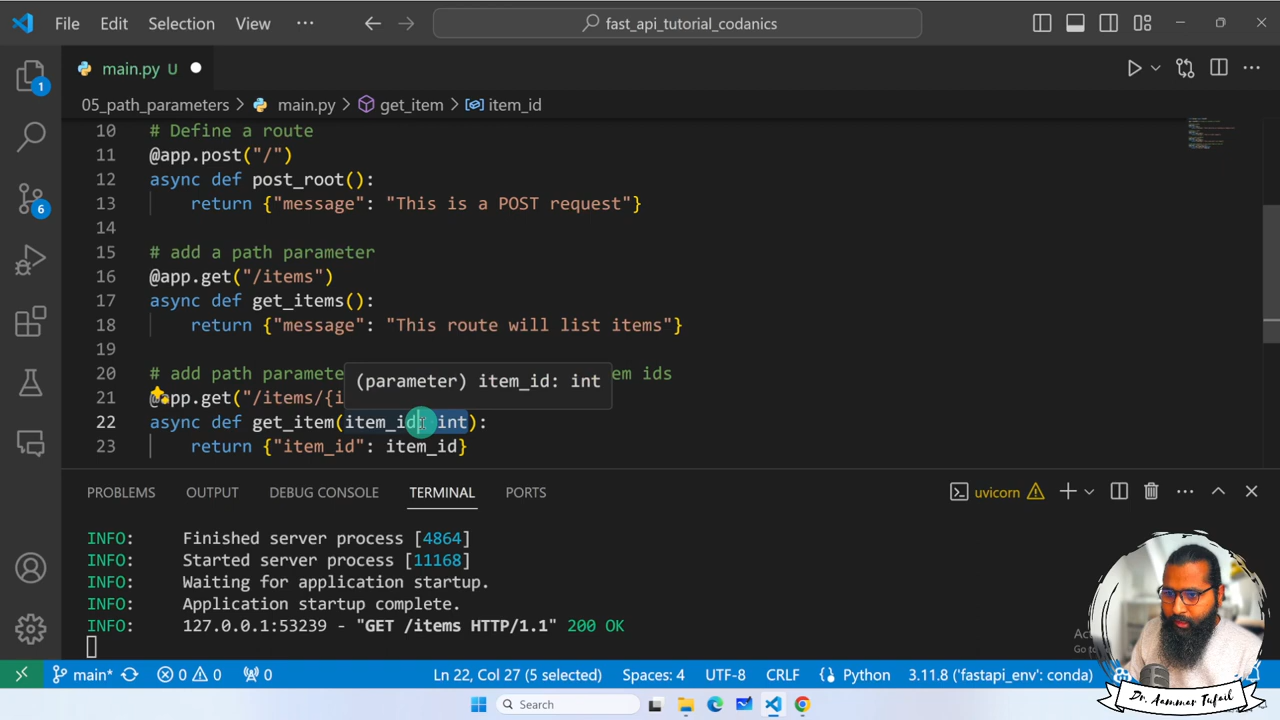 File Edit Selection View ··· fast_api_tutorial_codanics
main.py U
05_path_parameters > main.py > get_item > item_id
10 # Define a route
11 @app.post("/")
12 async def post_root():
13 return {"message": "This is a POST request"}
14
15 # add a path parameter
16 @app.get("/items")
17 async def get_items():
18 return {"message": "This route will list items"}
19
(parameter) item_id: int
20 # add path parameter ids
21 @app.get("/items/{i
22 async def get_item(item_id: int):
23 return {"item_id": item_id}
PROBLEMS OUTPUT DEBUG CONSOLE TERMINAL PORTS uvicorn
INFO: Finished server process [4864]
INFO: Started server process [11168]
INFO: Waiting for application startup.
INFO: Application startup complete.
INFO: 127.0.0.1:53239 - "GET /items HTTP/1.1" 200 OK
main* 0 0 0 Ln 22, Col 27 (5 selected) Spaces: 4 UTF-8 CRLF Python 3.11.8 ('fastapi_env': conda)
Search
Dr. Aammar Tufail
1
6